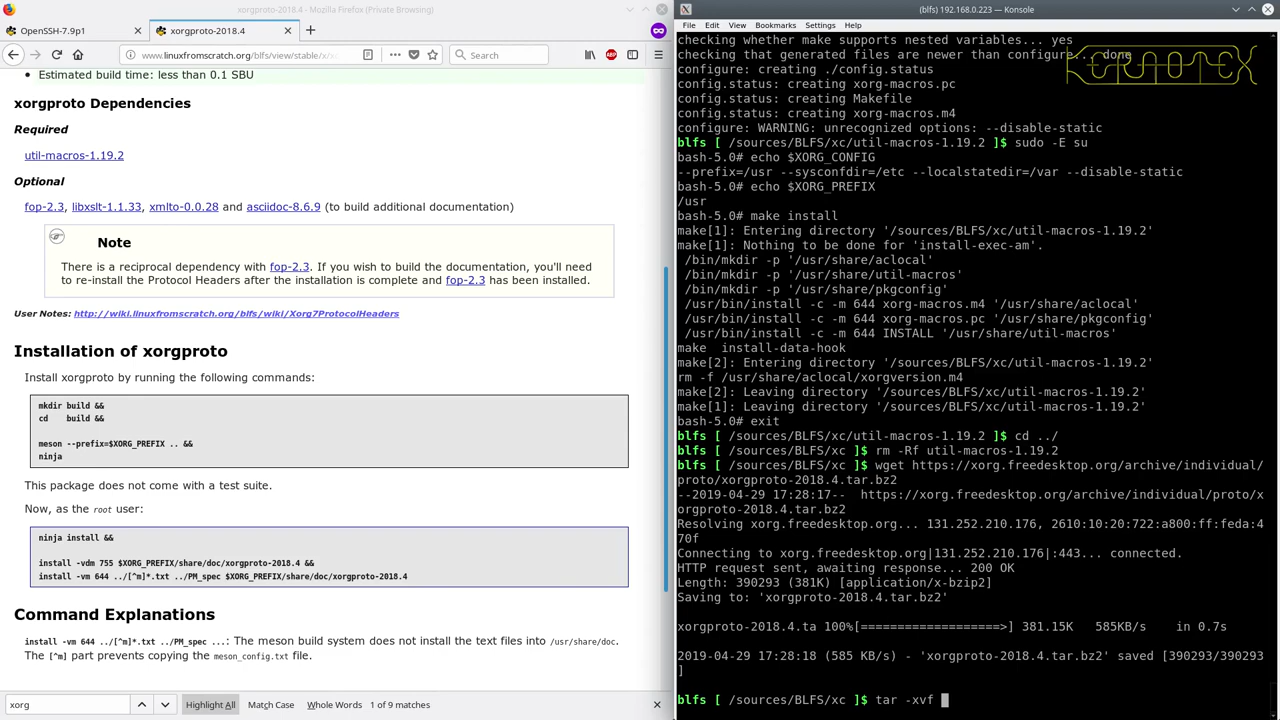 xorgproto-2018.4 - Mozilla Firefox (Private Browsing)
OpenSSH-7.9p1
xorgproto-2018.4
www.linuxfromscratch.org/blfs/view/stable/x/
Search
Estimated build time: less than 0.1 SBU
xorgproto Dependencies
Required
util-macros-1.19.2
Optional
fop-2.3, libxslt-1.1.33, xmlto-0.0.28 and asciidoc-8.6.9 (to build additional documentation)
Note
There is a reciprocal dependency with fop-2.3. If you wish to build the documentation, you'll need
to re-install the Protocol Headers after the installation is complete and fop-2.3 has been installed.
User Notes: http://wiki.linuxfromscratch.org/blfs/wiki/Xorg7ProtocolHeaders
Installation of xorgproto
Install xorgproto by running the following commands:
mkdir build &&
cd    build &&
meson --prefix=$XORG_PREFIX .. &&
ninja
This package does not come with a test suite.
Now, as the root user:
ninja install &&
install -vdm 755 $XORG_PREFIX/share/doc/xorgproto-2018.4 &&
install -vm 644 ../[^m]*.txt ../PM_spec $XORG_PREFIX/share/doc/xorgproto-2018.4
Command Explanations
install -vm 644 ../[^m]*.txt ../PM_spec ...: The meson build system does not install the text files into /usr/share/doc.
The [^m] part prevents copying the meson_config.txt file.
xorg
Highlight All
Match Case
Whole Words
1 of 9 matches
(blfs) 192.168.0.223 — Konsole
File Edit View Bookmarks Settings Help
checking whether make supports nested variables... yes
checking that generated files are newer than configure... done
configure: creating ./config.status
config.status: creating xorg-macros.pc
config.status: creating Makefile
config.status: creating xorg-macros.m4
configure: WARNING: unrecognized options: --disable-static
blfs [ /sources/BLFS/xc/util-macros-1.19.2 ]$ sudo -E su
bash-5.0# echo $XORG_CONFIG
--prefix=/usr --sysconfdir=/etc --localstatedir=/var --disable-static
bash-5.0# echo $XORG_PREFIX
/usr
bash-5.0# make install
make[1]: Entering directory '/sources/BLFS/xc/util-macros-1.19.2'
make[1]: Nothing to be done for 'install-exec-am'.
/bin/mkdir -p '/usr/share/aclocal'
/bin/mkdir -p '/usr/share/util-macros'
/bin/mkdir -p '/usr/share/pkgconfig'
/usr/bin/install -c -m 644 xorg-macros.m4 '/usr/share/aclocal'
/usr/bin/install -c -m 644 xorg-macros.pc '/usr/share/pkgconfig'
/usr/bin/install -c -m 644 INSTALL '/usr/share/util-macros'
make  install-data-hook
make[2]: Entering directory '/sources/BLFS/xc/util-macros-1.19.2'
rm -f /usr/share/aclocal/xorgversion.m4
make[2]: Leaving directory '/sources/BLFS/xc/util-macros-1.19.2'
make[1]: Leaving directory '/sources/BLFS/xc/util-macros-1.19.2'
bash-5.0# exit
blfs [ /sources/BLFS/xc/util-macros-1.19.2 ]$ cd ../
blfs [ /sources/BLFS/xc ]$ rm -Rf util-macros-1.19.2
blfs [ /sources/BLFS/xc ]$ wget https://xorg.freedesktop.org/archive/individual/
proto/xorgproto-2018.4.tar.bz2
--2019-04-29 17:28:17--  https://xorg.freedesktop.org/archive/individual/proto/x
orgproto-2018.4.tar.bz2
Resolving xorg.freedesktop.org... 131.252.210.176, 2610:10:20:722:a800:ff:feda:4
70f
Connecting to xorg.freedesktop.org|131.252.210.176|:443... connected.
HTTP request sent, awaiting response... 200 OK
Length: 390293 (381K) [application/x-bzip2]
Saving to: 'xorgproto-2018.4.tar.bz2'
xorgproto-2018.4.ta 100%[===================>] 381.15K   585KB/s    in 0.7s
2019-04-29 17:28:18 (585 KB/s) - 'xorgproto-2018.4.tar.bz2' saved [390293/390293
]
blfs [ /sources/BLFS/xc ]$ tar -xvf